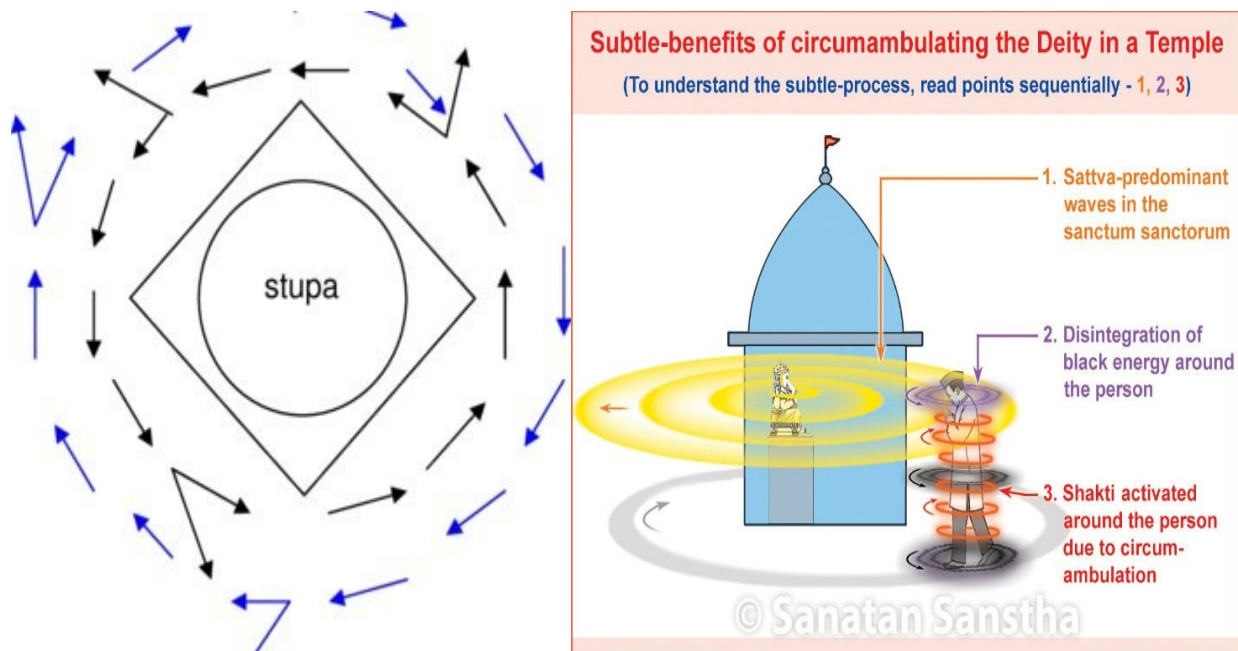 stupa
Subtle-benefits of circumambulating the Deity in a Temple
(To understand the subtle-process, read points sequentially - 1, 2, 3)
1. Sattva-predominant
waves in the
sanctum sanctorum
2. Disintegration of
black energy around
the person
3. Shakti activated
around the person
due to circum-
ambulation
© Sanatan Sanstha